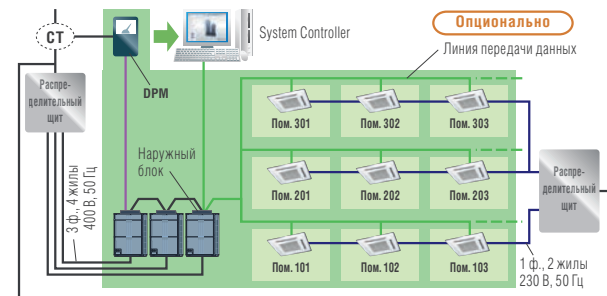 Опционально
CT
System Controller
Линия передачи данных
Распре-
делительный
щит
DPM
Пом. 301
Пом. 302
Пом. 303
Наружный
блок
3 ф., 4 жилы
400 В, 50 Гц
Пом. 201
Пом. 202
Пом. 203
Распре-
делительный
щит
Пом. 101
Пом. 102
Пом. 103
1 ф., 2 жилы
230 В, 50 Гц